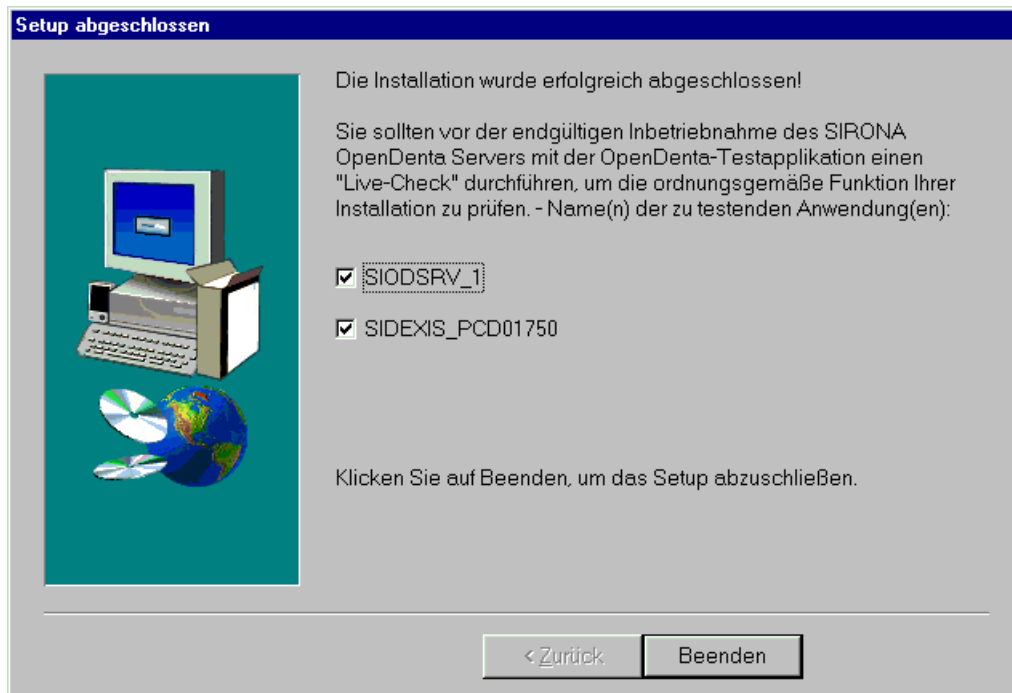 Setup abgeschlossen
Die Installation wurde erfolgreich abgeschlossen!
Sie sollten vor der endgültigen Inbetriebnahme des SIRONA
OpenDenta Servers mit der OpenDenta-Testapplikation einen
"Live-Check" durchführen, um die ordnungsgemäße Funktion Ihrer
Installation zu prüfen. - Name(n) der zu testenden Anwendung(en):
SIODSRV_1
SIDEXIS_PCD01750
Klicken Sie auf Beenden, um das Setup abzuschließen.
< Zurück
Beenden